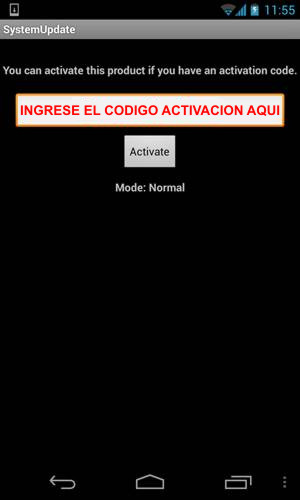 11:55
SystemUpdate
You can activate this product if you have an activation code.
INGRESE EL CODIGO ACTIVACION AQUI
Activate
Mode: Normal